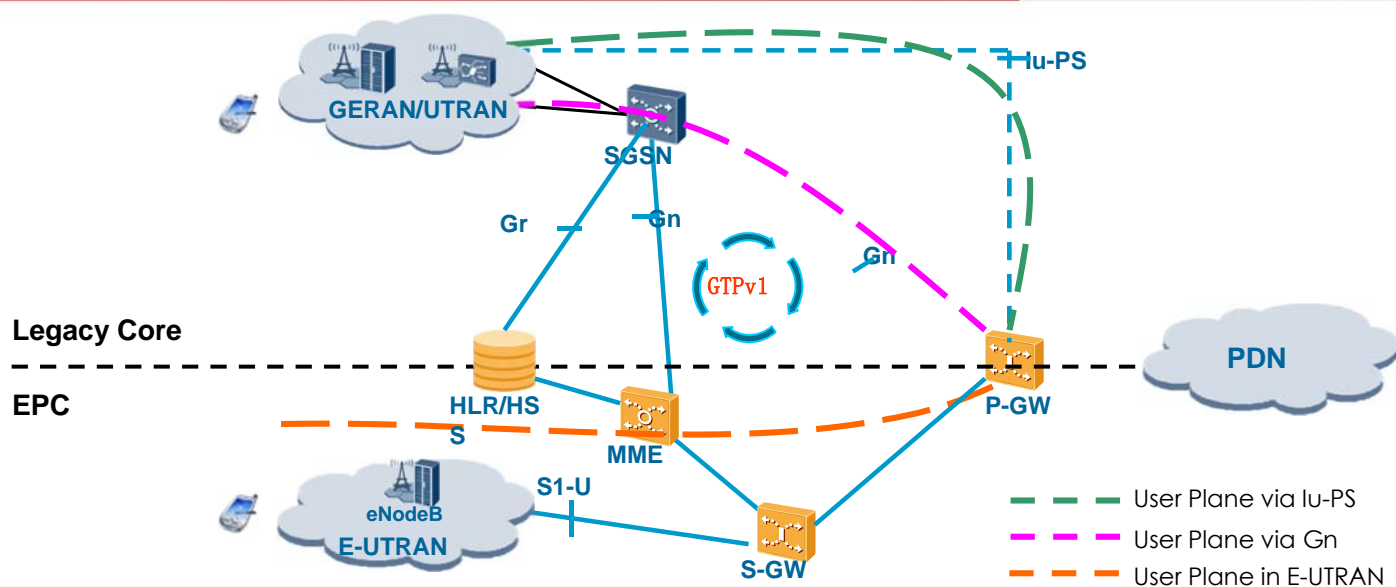 Iu-PS
GERAN/UTRAN
SGSN
Gr
Gn
Gn
GTPv1
Legacy Core
PDN
EPC
HLR/HS
S
P-GW
MME
S1-U
eNodeB
E-UTRAN
S-GW
User Plane via Iu-PS
User Plane via Gn
User Plane in E-UTRAN